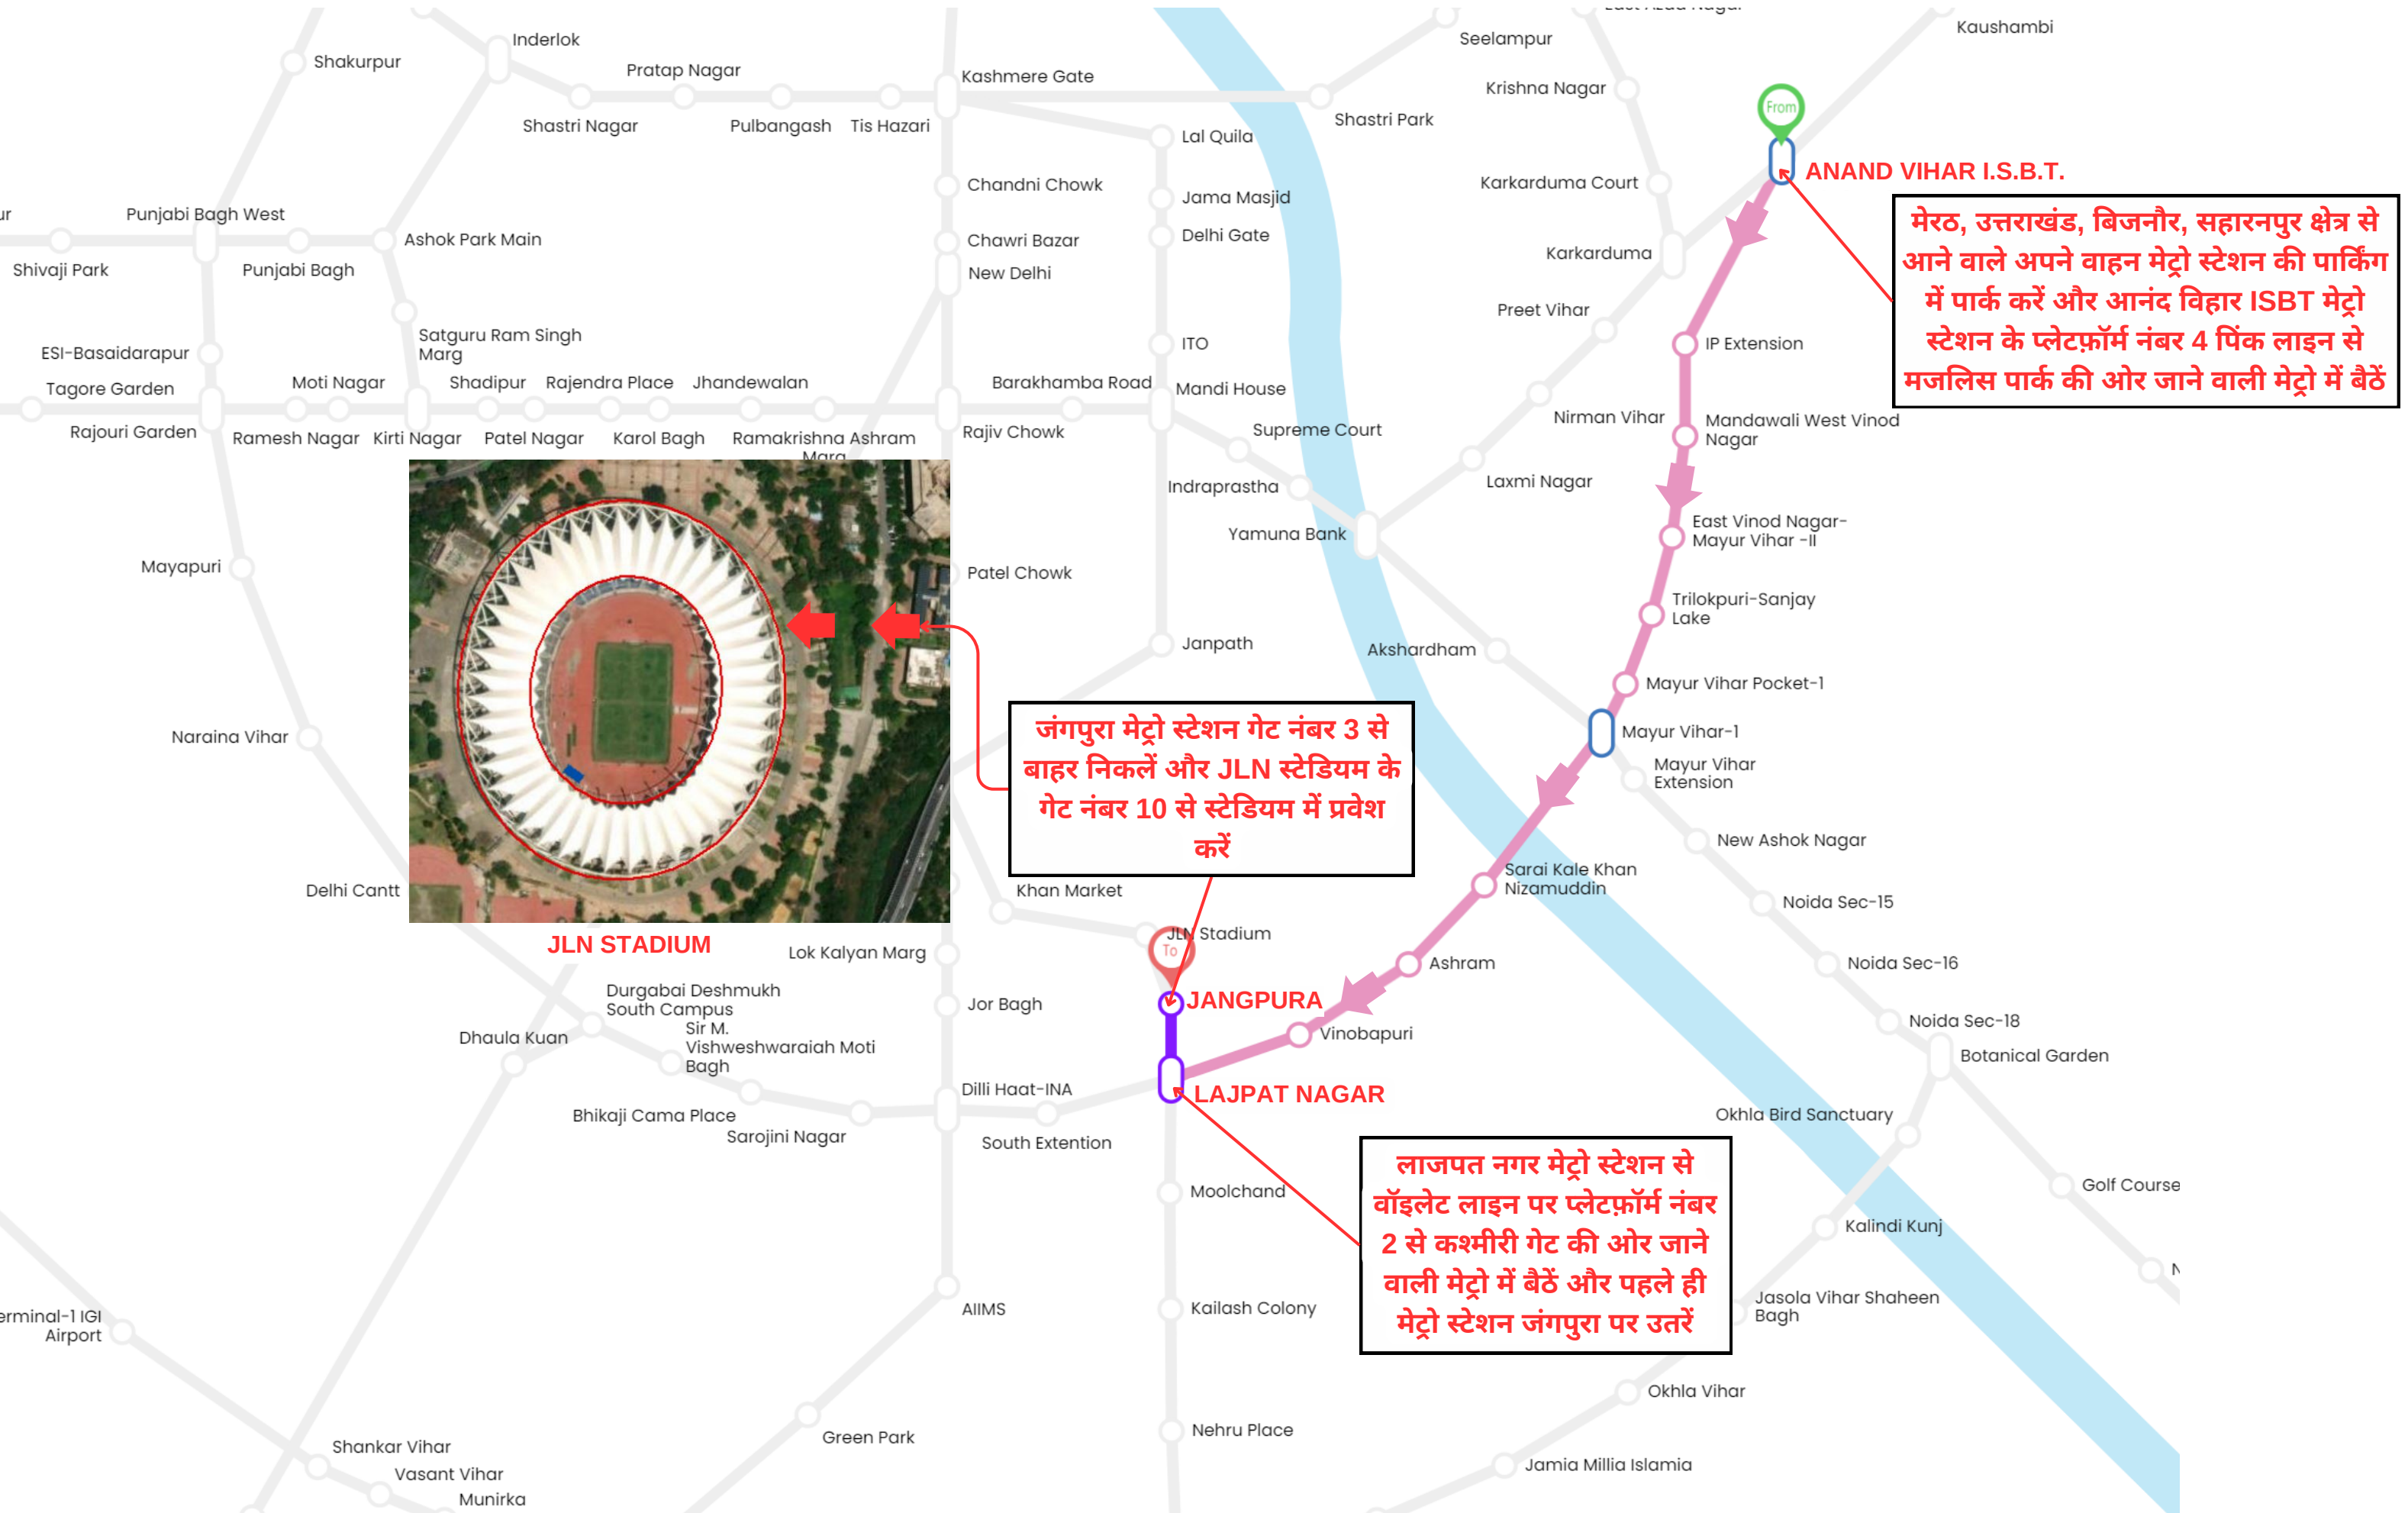 East Azad Nagar
Kaushambi
Seelampur
Inderlok
Shakurpur
Pratap Nagar
Kashmere Gate
Krishna Nagar
From
Shastri Nagar
Pulbangash
Tis Hazari
Shastri Park
Lal Quila
ANAND VIHAR I.S.B.T.
Chandni Chowk
Karkarduma Court
Jama Masjid
मेरठ, उत्तराखंड, बिजनौर, सहारनपुर क्षेत्र से
आने वाले अपने वाहन मेट्रो स्टेशन की पार्किंग
में पार्क करें और आनंद विहार ISBT मेट्रो
स्टेशन के प्लेटफ़ॉर्म नंबर 4 पिंक लाइन से
मजलिस पार्क की ओर जाने वाली मेट्रो में बैठें
Punjabi Bagh West
Ashok Park Main
Chawri Bazar
Delhi Gate
Shivaji Park
Punjabi Bagh
New Delhi
Karkarduma
Preet Vihar
Satguru Ram Singh
Marg
ESI-Basaidarapur
ITO
IP Extension
Tagore Garden
Moti Nagar
Shadipur
Rajendra Place
Jhandewalan
Barakhamba Road
Mandi House
Nirman Vihar
Mandawali West Vinod
Nagar
Rajouri Garden
Ramesh Nagar
Kirti Nagar
Patel Nagar
Karol Bagh
Ramakrishna Ashram
Marg
Rajiv Chowk
Supreme Court
Indraprastha
Laxmi Nagar
Yamuna Bank
East Vinod Nagar-
Mayur Vihar -II
Mayapuri
Patel Chowk
Trilokpuri-Sanjay
Lake
Janpath
Akshardham
Mayur Vihar Pocket-1
Naraina Vihar
जंगपुरा मेट्रो स्टेशन गेट नंबर 3 से
बाहर निकलें और JLN स्टेडियम के
गेट नंबर 10 से स्टेडियम में प्रवेश
करें
Mayur Vihar-1
Mayur Vihar
Extension
New Ashok Nagar
Delhi Cantt
Khan Market
Sarai Kale Khan
Nizamuddin
Noida Sec-15
JLN STADIUM
JLN Stadium
To
Lok Kalyan Marg
Ashram
Noida Sec-16
Durgabai Deshmukh
South Campus
Jor Bagh
JANGPURA
Sir M.
Vishweshwaraiah Moti
Bagh
Dhaula Kuan
Vinobapuri
Noida Sec-18
Botanical Garden
Dilli Haat-INA
LAJPAT NAGAR
Bhikaji Cama Place
Sarojini Nagar
South Extention
Okhla Bird Sanctuary
लाजपत नगर मेट्रो स्टेशन से
वॉइलेट लाइन पर प्लेटफ़ॉर्म नंबर
2 से कश्मीरी गेट की ओर जाने
वाली मेट्रो में बैठें और पहले ही
मेट्रो स्टेशन जंगपुरा पर उतरें
Moolchand
Golf Course
Kalindi Kunj
AIIMS
Kailash Colony
Jasola Vihar Shaheen
Bagh
erminal-1 IGI
Airport
Okhla Vihar
Green Park
Nehru Place
Shankar Vihar
Jamia Millia Islamia
Vasant Vihar
Munirka